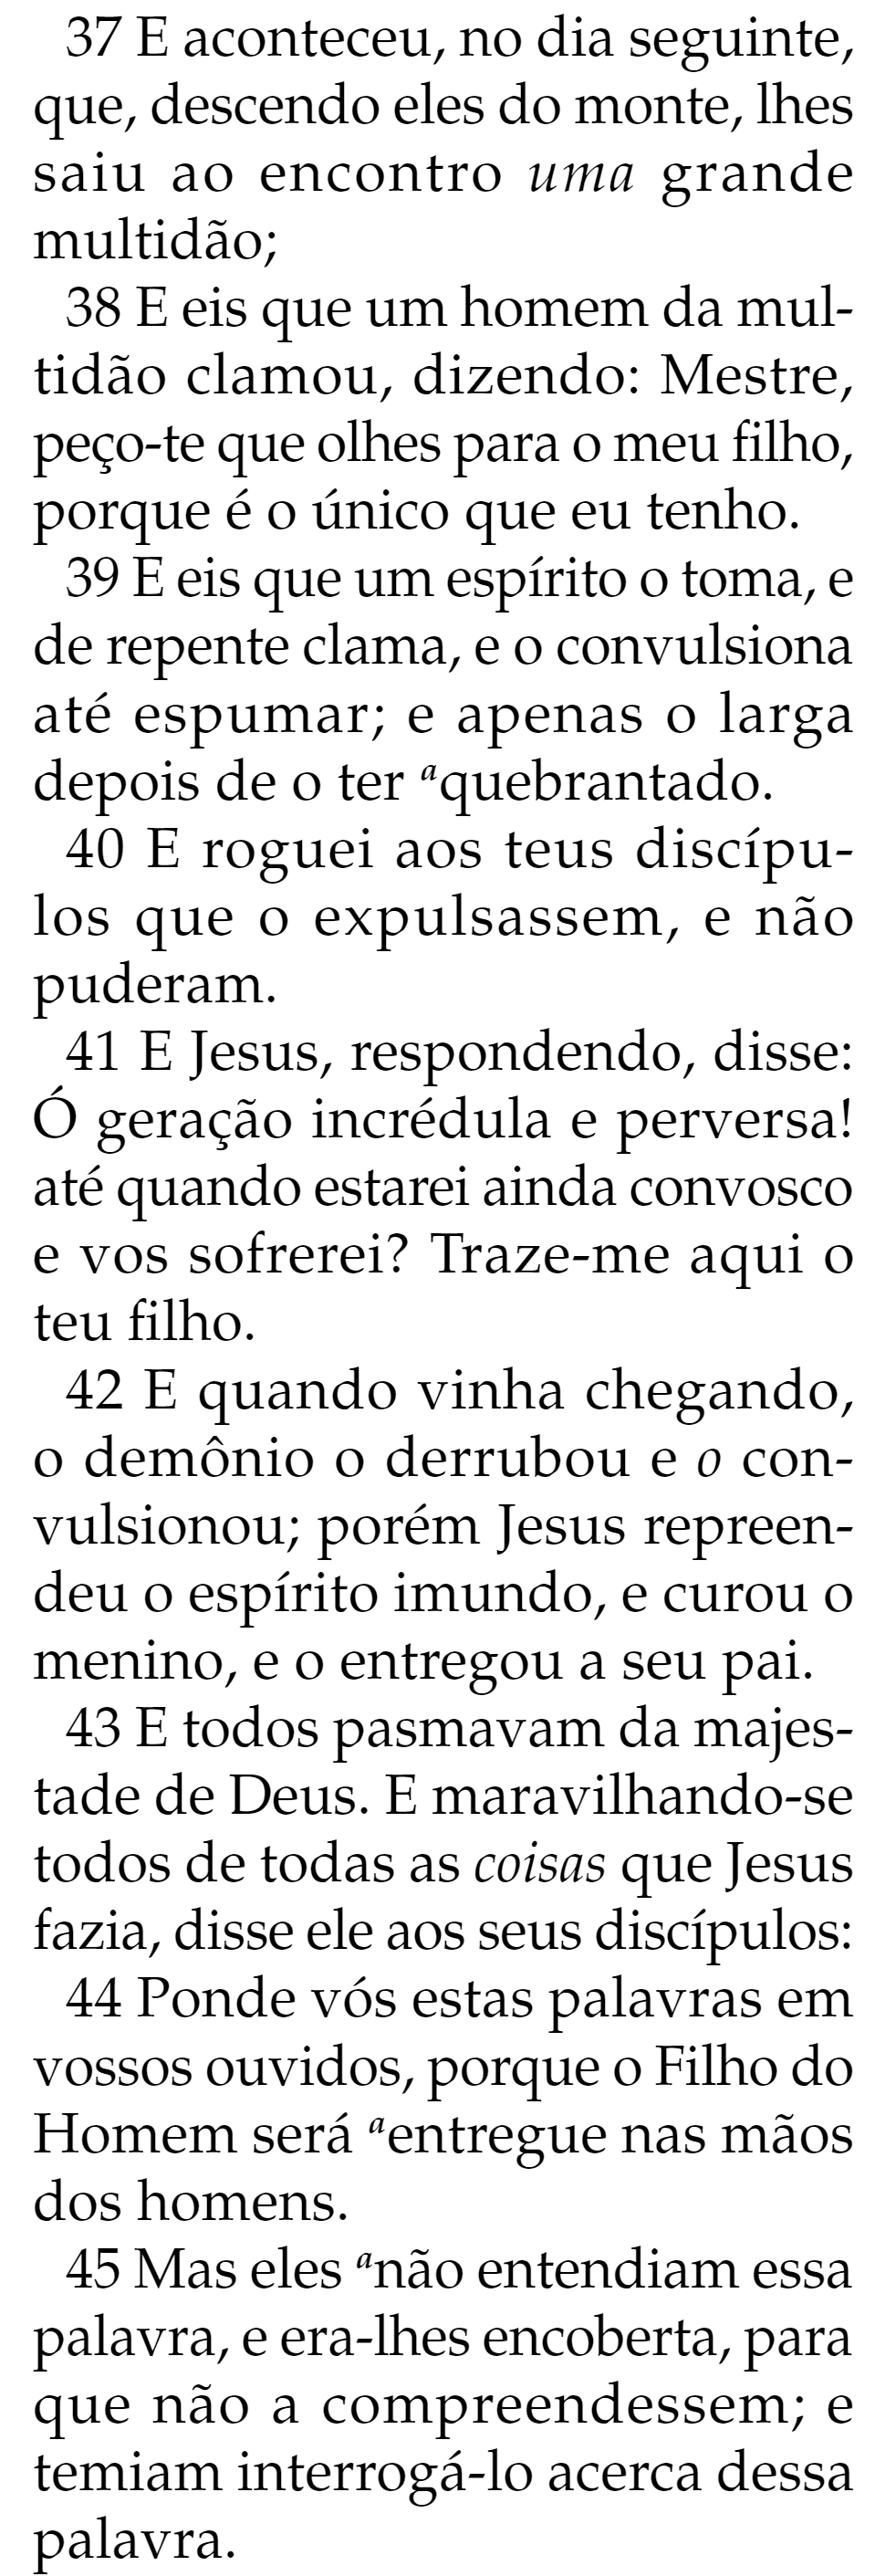 37 E aconteceu, no dia seguinte,
que, descendo eles do monte, lhes
saiu ao encontro uma grande
multidão;
38 E eis que um homem da mul-
tidão clamou, dizendo: Mestre,
peço-te que olhes para o meu filho,
porque é o único que eu tenho.
39 E eis que um espírito o toma, e
de repente clama, e o convulsiona
até espumar; e apenas o larga
depois de o ter ᵃquebrantado.
40 E roguei aos teus discípu-
los que o expulsassem, e não
puderam.
41 E Jesus, respondendo, disse:
Ó geração incrédula e perversa!
até quando estarei ainda convosco
e vos sofrerei? Traze-me aqui o
teu filho.
42 E quando vinha chegando,
o demônio o derrubou e o con-
vulsionou; porém Jesus repreen-
deu o espírito imundo, e curou o
menino, e o entregou a seu pai.
43 E todos pasmavam da majes-
tade de Deus. E maravilhando-se
todos de todas as coisas que Jesus
fazia, disse ele aos seus discípulos:
44 Ponde vós estas palavras em
vossos ouvidos, porque o Filho do
Homem será ᵃentregue nas mãos
dos homens.
45 Mas eles ᵃnão entendiam essa
palavra, e era-lhes encoberta, para
que não a compreendessem; e
temiam interrogá-lo acerca dessa
palavra.